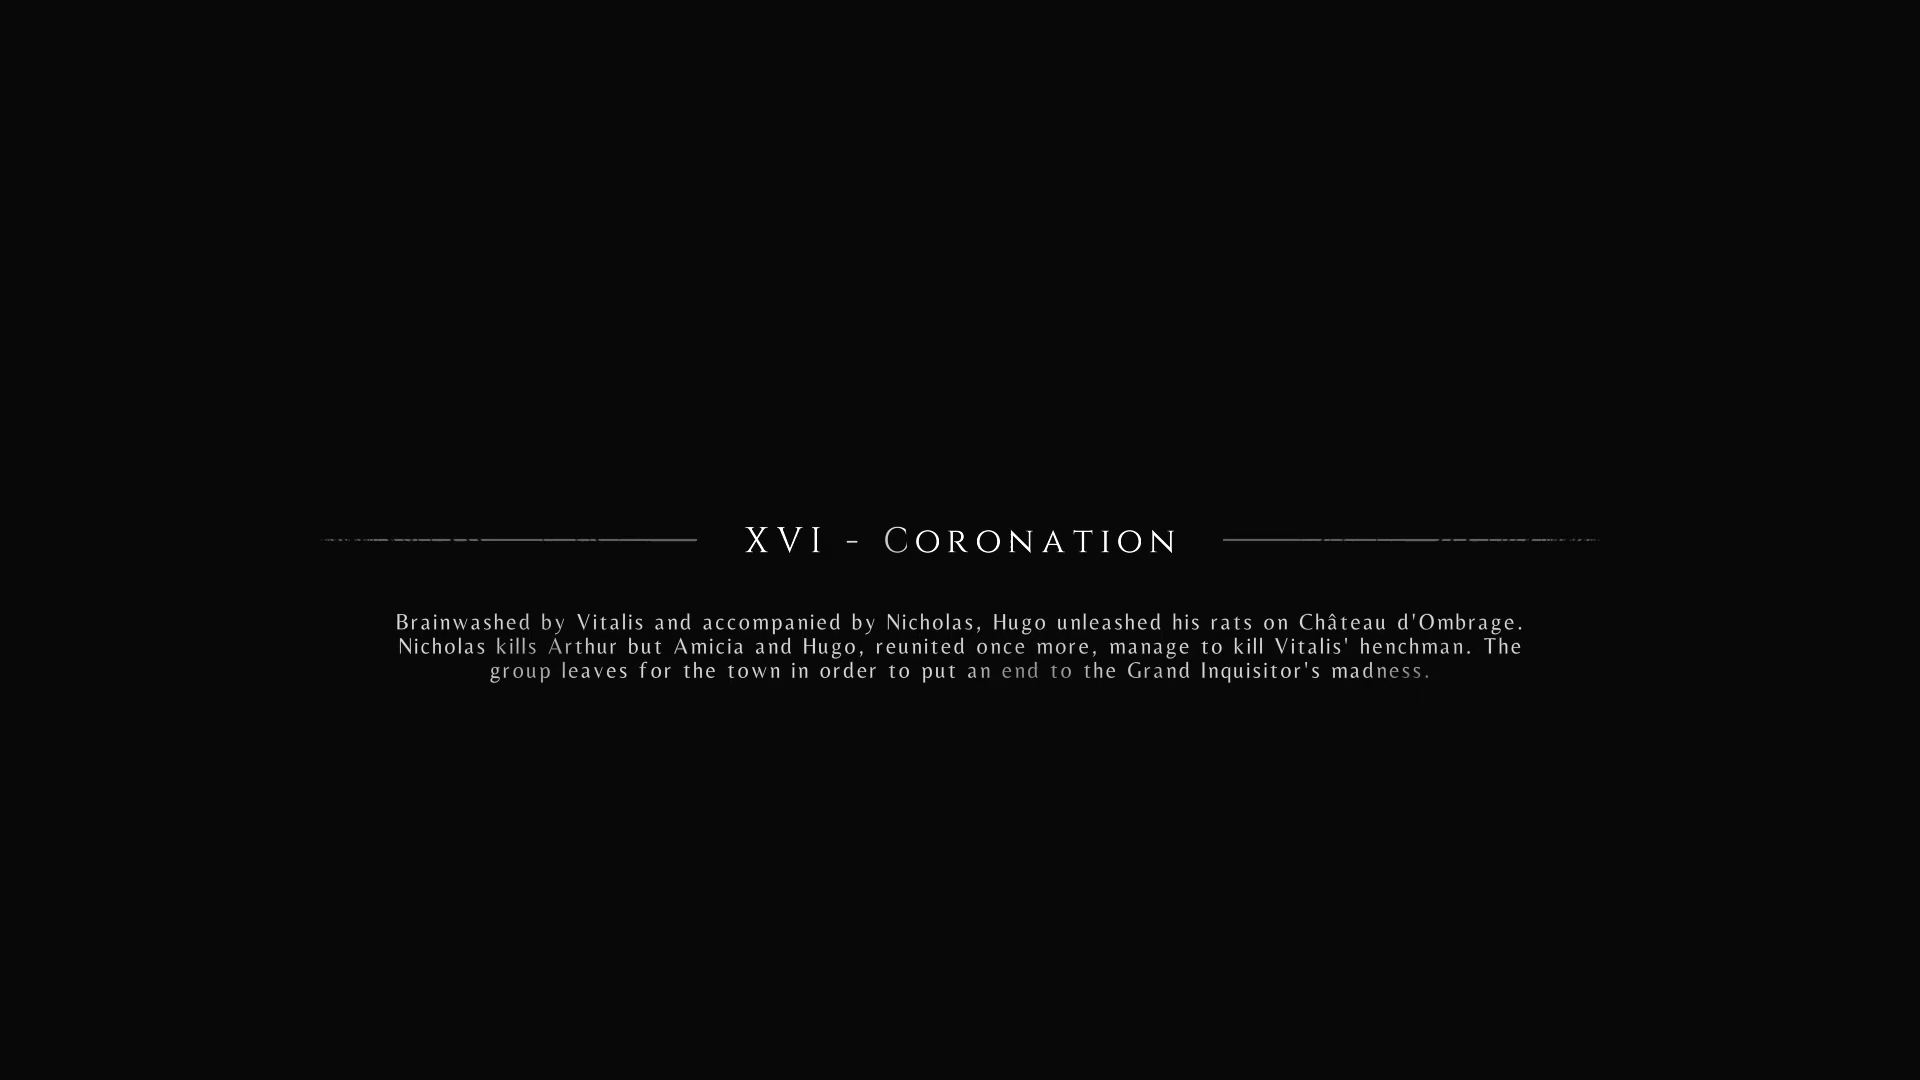 XVI - Coronation
Brainwashed by Vitalis and accompanied by Nicholas, Hugo unleashed his rats on Château d'Ombrage.
Nicholas kills Arthur but Amicia and Hugo, reunited once more, manage to kill Vitalis' henchman. The
group leaves for the town in order to put an end to the Grand Inquisitor's madness.